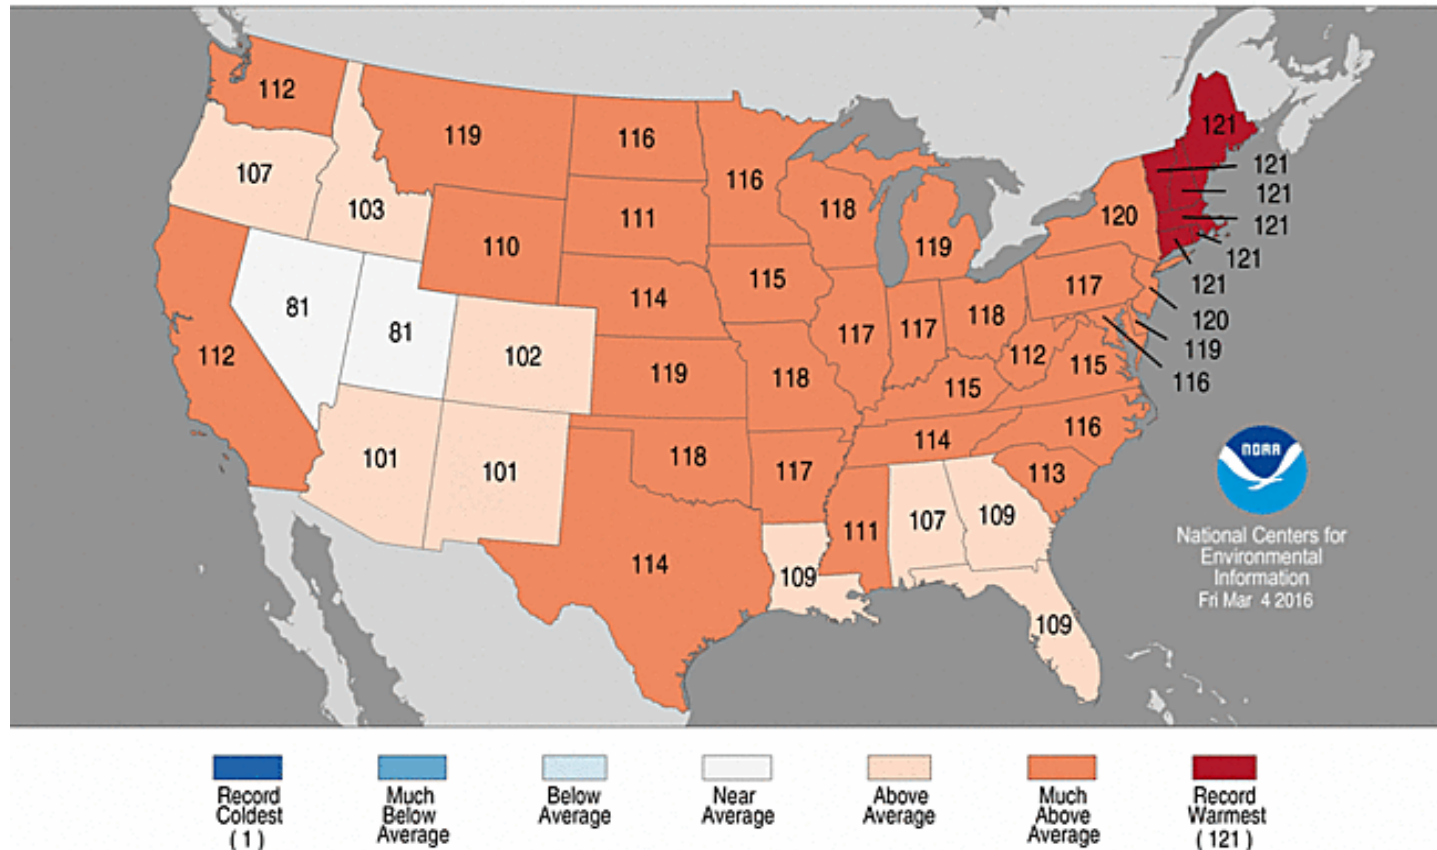 112
119
116
116
121
107
103
111
118
119
120
121
121
121
121
121
110
114
115
117
117
118
117
120
119
116
81
81
102
112
119
118
115
112
115
101
101
118
117
114
116
113
114
109
111
107
109
109
NOAA
National Centers for
Environmental
Information
Fri Mar 4 2016
Record
Coldest
( 1 )
Much
Below
Average
Below
Average
Near
Average
Above
Average
Much
Above
Average
Record
Warmest
( 121 )